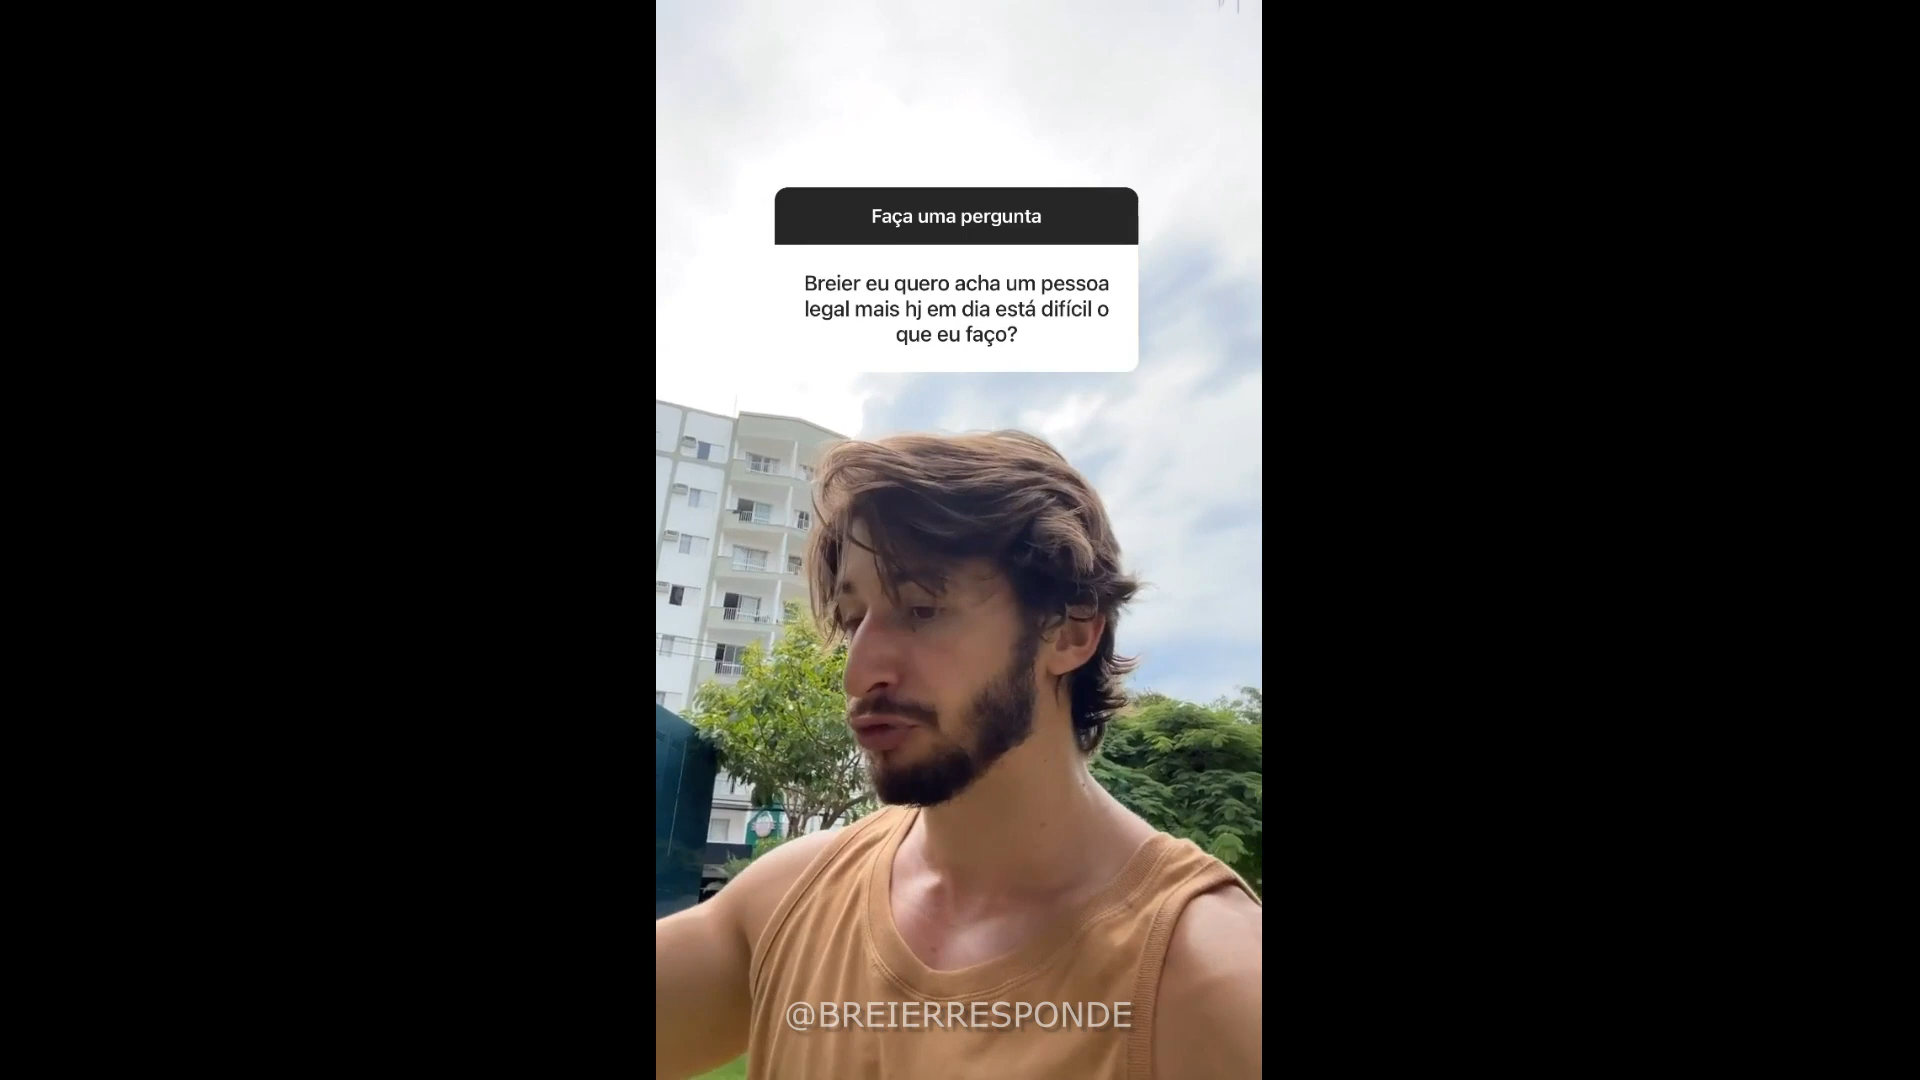 Faça uma pergunta
Breier eu quero acha um pessoa
legal mais hj em dia está difícil o
que eu faço?
@BREIERRESPONDE